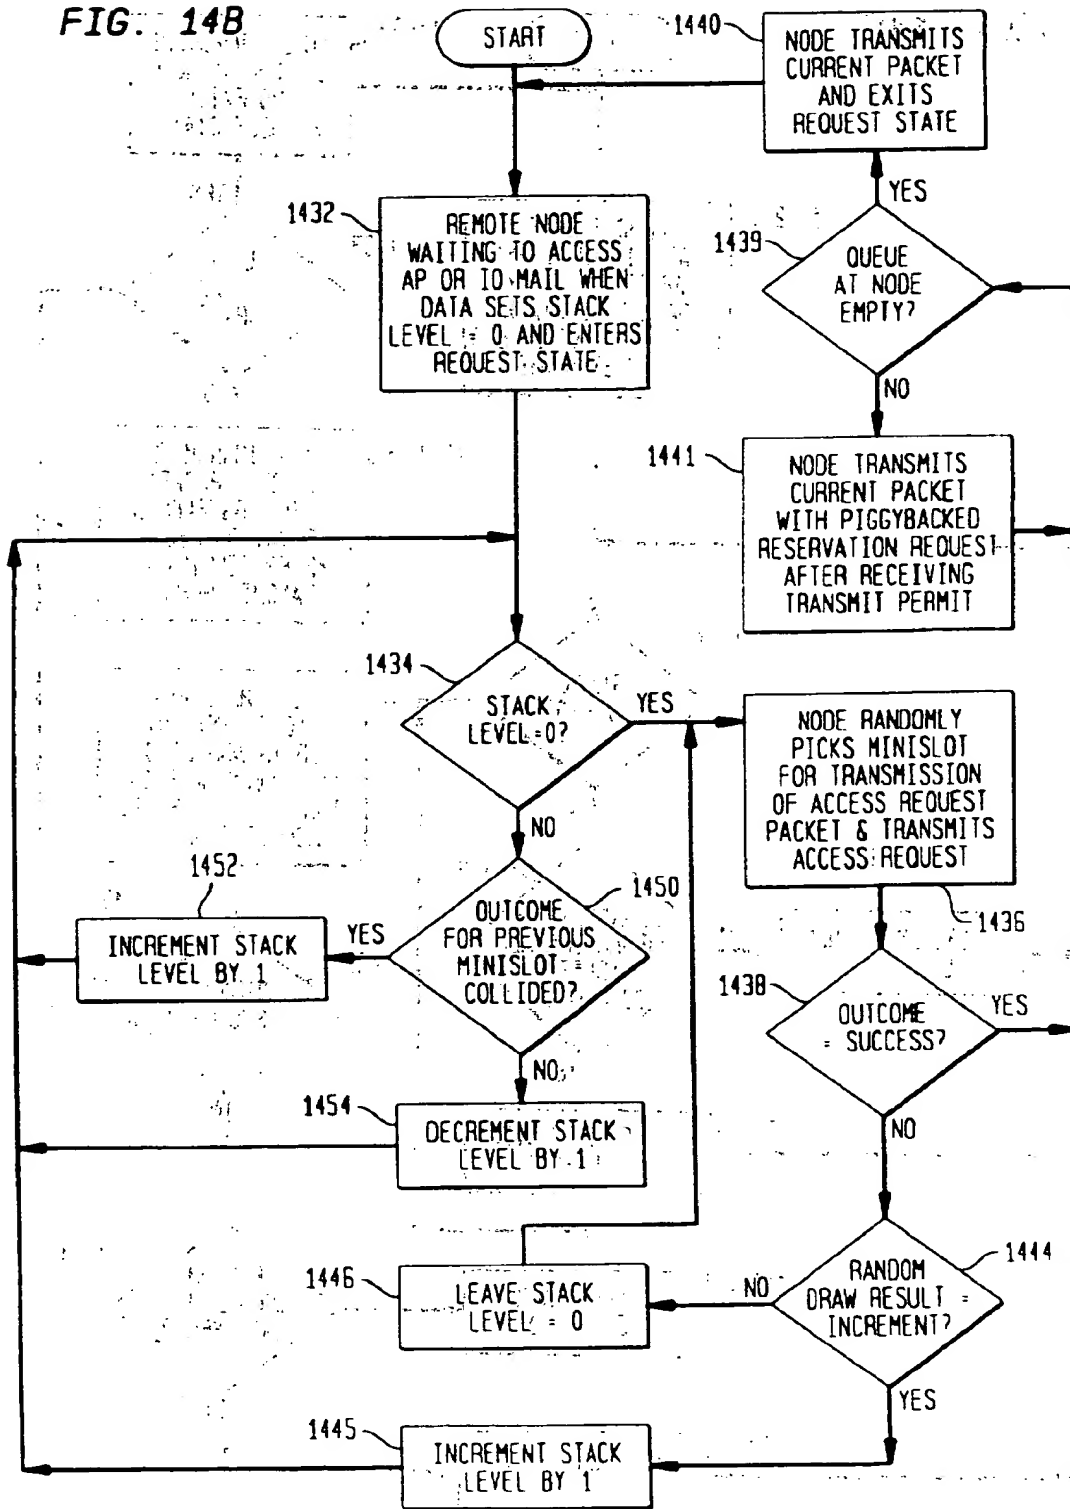 FIG. 14B
START
1440
NODE TRANSMITS
CURRENT PACKET
AND EXITS
REQUEST STATE
YES
1432
REMOTE NODE
WAITING TO ACCESS
AP OR IO MAIL WHEN
DATA SETS STACK
LEVEL != 0 AND ENTERS
REQUEST STATE
1439
QUEUE
AT NODE
EMPTY?
NO
1441
NODE TRANSMITS
CURRENT PACKET
WITH PIGGYBACKED
RESERVATION REQUEST
AFTER RECEIVING
TRANSMIT PERMIT
1434
STACK
LEVEL=0?
YES
NO
NODE RANDOMLY
PICKS MINISLOT
FOR TRANSMISSION
OF ACCESS REQUEST
PACKET & TRANSMITS
ACCESS REQUEST
1436
1452
INCREMENT STACK
LEVEL BY 1
YES
1450
OUTCOME
FOR PREVIOUS
MINISLOT =
COLLIDED?
NO
1438
OUTCOME
= SUCCESS?
YES
NO
1454
DECREMENT STACK
LEVEL BY 1
1446
LEAVE STACK
LEVEL = 0
NO
1444
RANDOM
DRAW RESULT =
INCREMENT?
YES
1445
INCREMENT STACK
LEVEL BY 1